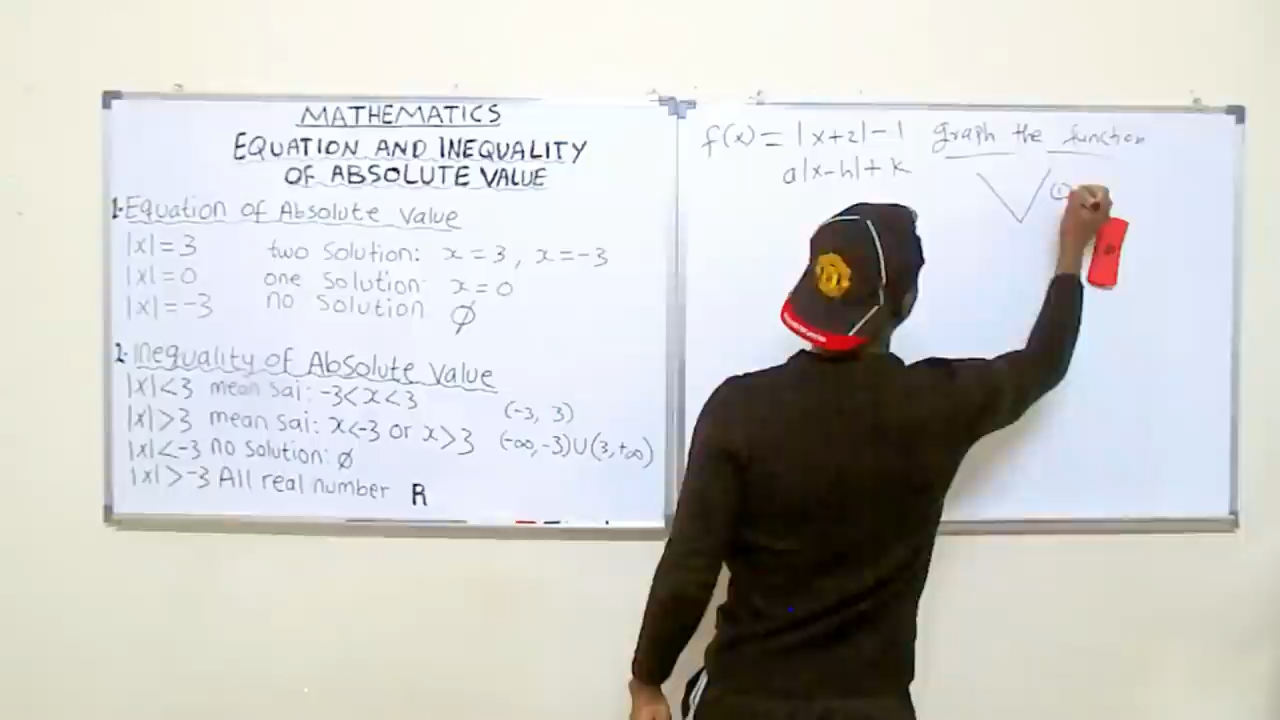 MATHEMATICS
EQUATION AND INEQUALITY
OF ABSOLUTE VALUE
1. Equation of Absolute Value
|x|=3 two solution: x=3, x=-3
|x|=0 one solution x=0
|x|=-3 no solution ∅
2. Inequality of Absolute Value
|x|<3 mean sai: -3<x<3 (-3, 3)
|x|>3 mean sai: x<-3 or x>3 (-∞,-3)∪(3,+∞)
|x|<-3 no solution: ∅
|x|>-3 All real number R
f(x) = |x+2|-1 graph the function
a|x-h|+k